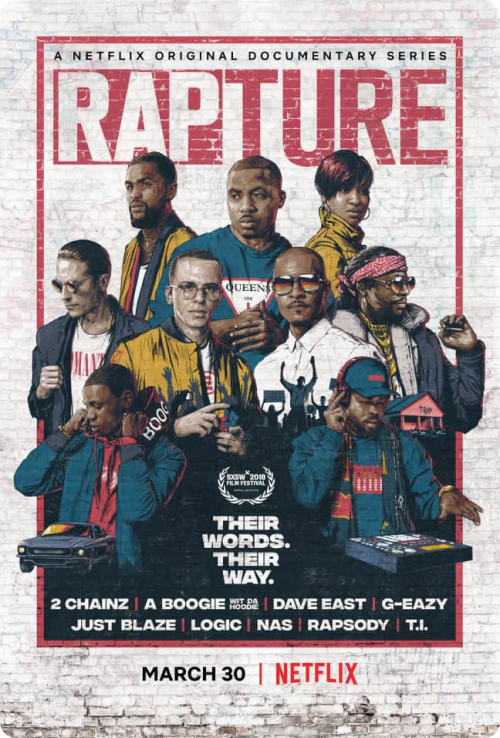 A NETFLIX ORIGINAL DOCUMENTARY SERIES
RAPTURE
QUEENS
TRAP
SXSW 2018
FILM FESTIVAL
THEIR
WORDS.
THEIR
WAY.
2 CHAINZ | A BOOGIE WIT DA HOODIE | DAVE EAST | G-EAZY
JUST BLAZE | LOGIC | NAS | RAPSODY | T.I.
MARCH 30 | NETFLIX